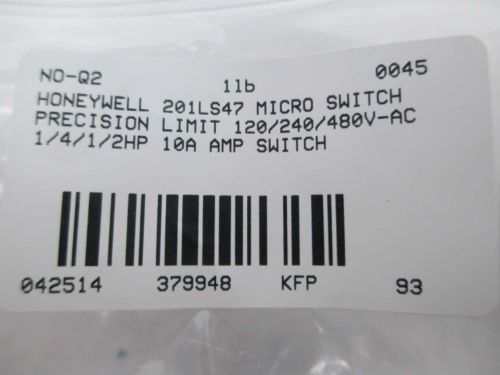 NO-Q2 1lb 0045
HONEYWELL 201LS47 MICRO SWITCH
PRECISION LIMIT 120/240/480V-AC
1/4/1/2HP 10A AMP SWITCH
042514 379948 KFP 93